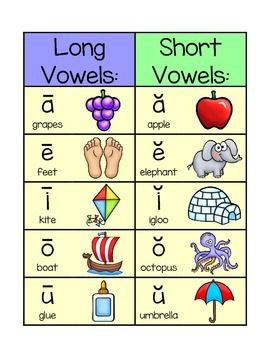 Long Vowels:
Short Vowels:
ā
grapes
ă
apple
ē
feet
ĕ
elephant
ī
kite
ĭ
igloo
ō
boat
ŏ
octopus
ū
glue
ŭ
umbrella